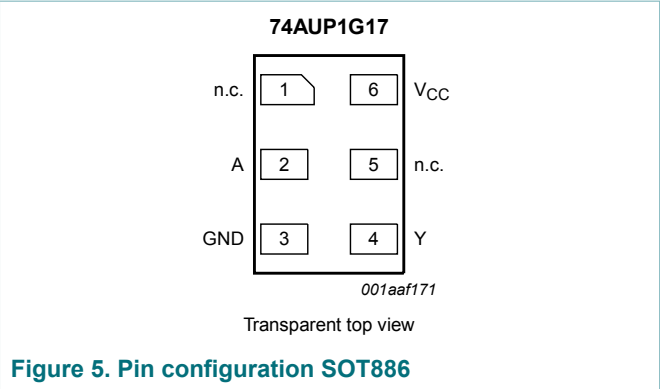 74AUP1G17
n.c. 1 6 VCC
A 2 5 n.c.
GND 3 4 Y
001aaf171
Transparent top view
Figure 5. Pin configuration SOT886